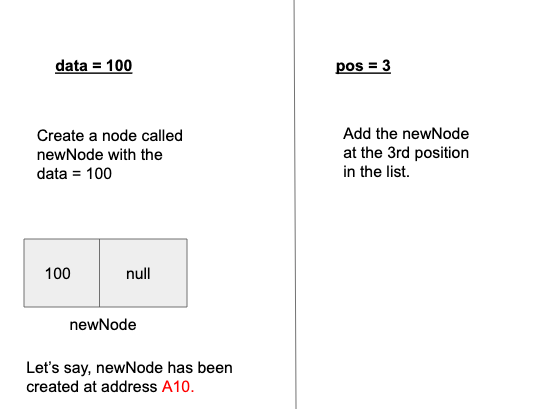 data = 100
Create a node called
newNode with the
data = 100
100
null
newNode
Let’s say, newNode has been
created at address A10.
pos = 3
Add the newNode
at the 3rd position
in the list.